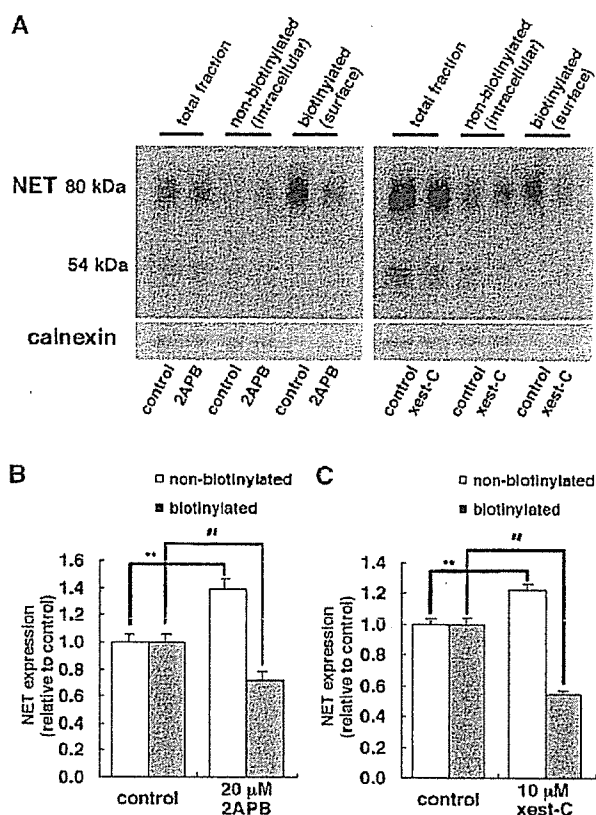 A
total fraction
non-biotinylated
(intracellular)
biotinylated
(surface)
total fraction
non-biotinylated
(intracellular)
biotinylated
(surface)
NET 80 kDa
54 kDa
calnexin
control
2APB
control
2APB
control
2APB
control
xest-C
control
xest-C
control
xest-C
B
non-biotinylated
biotinylated
**
##
NET expression
(relative to control)
1.6
1.4
1.2
1.0
0.8
0.6
0.4
0.2
0.0
control
20 µM
2APB
C
non-biotinylated
biotinylated
**
##
NET expression
(relative to control)
1.4
1.2
1.0
0.8
0.6
0.4
0.2
0.0
control
10 µM
xest-C